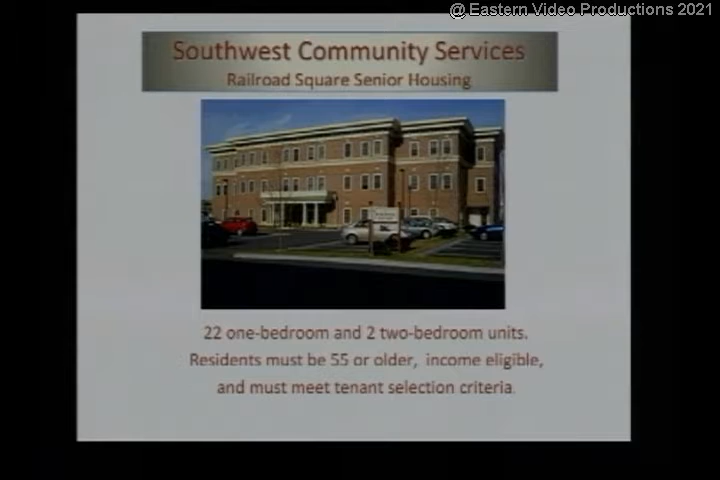 @ Eastern Video Productions 2021
Southwest Community Services
Railroad Square Senior Housing
22 one-bedroom and 2 two-bedroom units.
Residents must be 55 or older, income eligible,
and must meet tenant selection criteria.